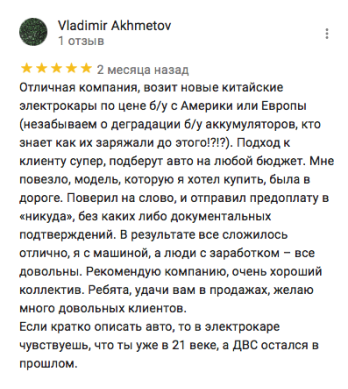 Vladimir Akhmetov
1 отзыв
2 месяца назад
Отличная компания, возит новые китайские
электрокары по цене б/у с Америки или Европы
(незабываем о деградации б/у аккумуляторов, кто
знает как их заряжали до этого!?!?). Подход к
клиенту супер, подберут авто на любой бюджет. Мне
повезло, модель, которую я хотел купить, была в
дороге. Поверил на слово, и отправил предоплату в
«никуда», без каких либо документальных
подтверждений. В результате все сложилось
отлично, я с машиной, а люди с заработком – все
довольны. Рекомендую компанию, очень хороший
коллектив. Ребята, удачи вам в продажах, желаю
много довольных клиентов.
Если кратко описать авто, то в электрокаре
чувствуешь, что ты уже в 21 веке, а ДВС остался в
прошлом.